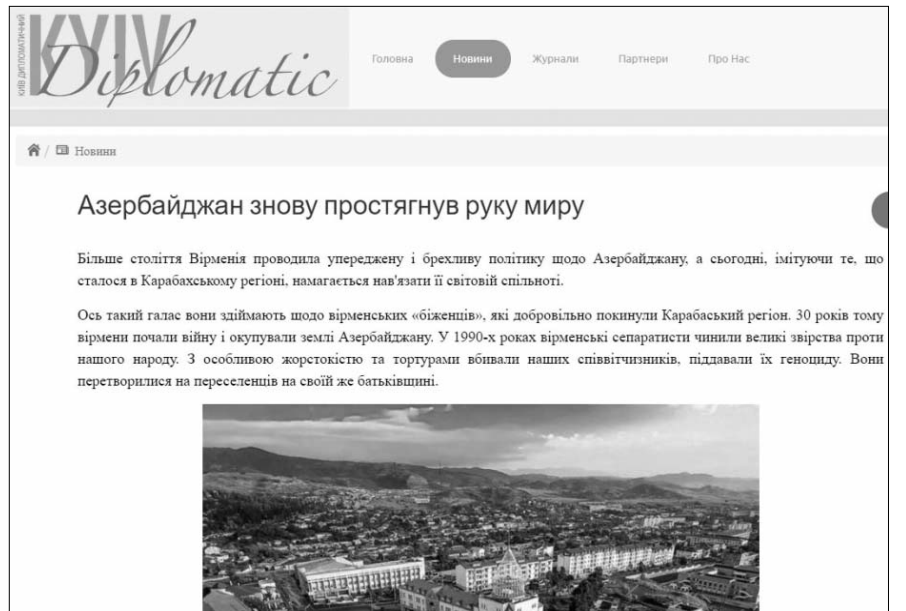 КИЇВ ДИПЛОМАТИЧНИЙ
KYIV
Diplomatic
Головна Новини Журнали Партнери Про Нас
/ Новини
Азербайджан знову простягнув руку миру
Більше століття Вірменія проводила упереджену і брехливу політику щодо Азербайджану, а сьогодні, імітуючи те, що
сталося в Карабахському регіоні, намагається нав'язати її світовій спільноті.
Ось такий галас вони здіймають щодо вірменських «біженців», які добровільно покинули Карабаський регіон. 30 років тому
вірмени почали війну і окупували землі Азербайджану. У 1990-х роках вірменські сепаратисти чинили великі звірства проти
нашого народу. З особливою жорстокістю та тортурами вбивали наших співвітчизників, піддавали їх геноциду. Вони
перетворилися на переселенців на своїй же батьківщині.